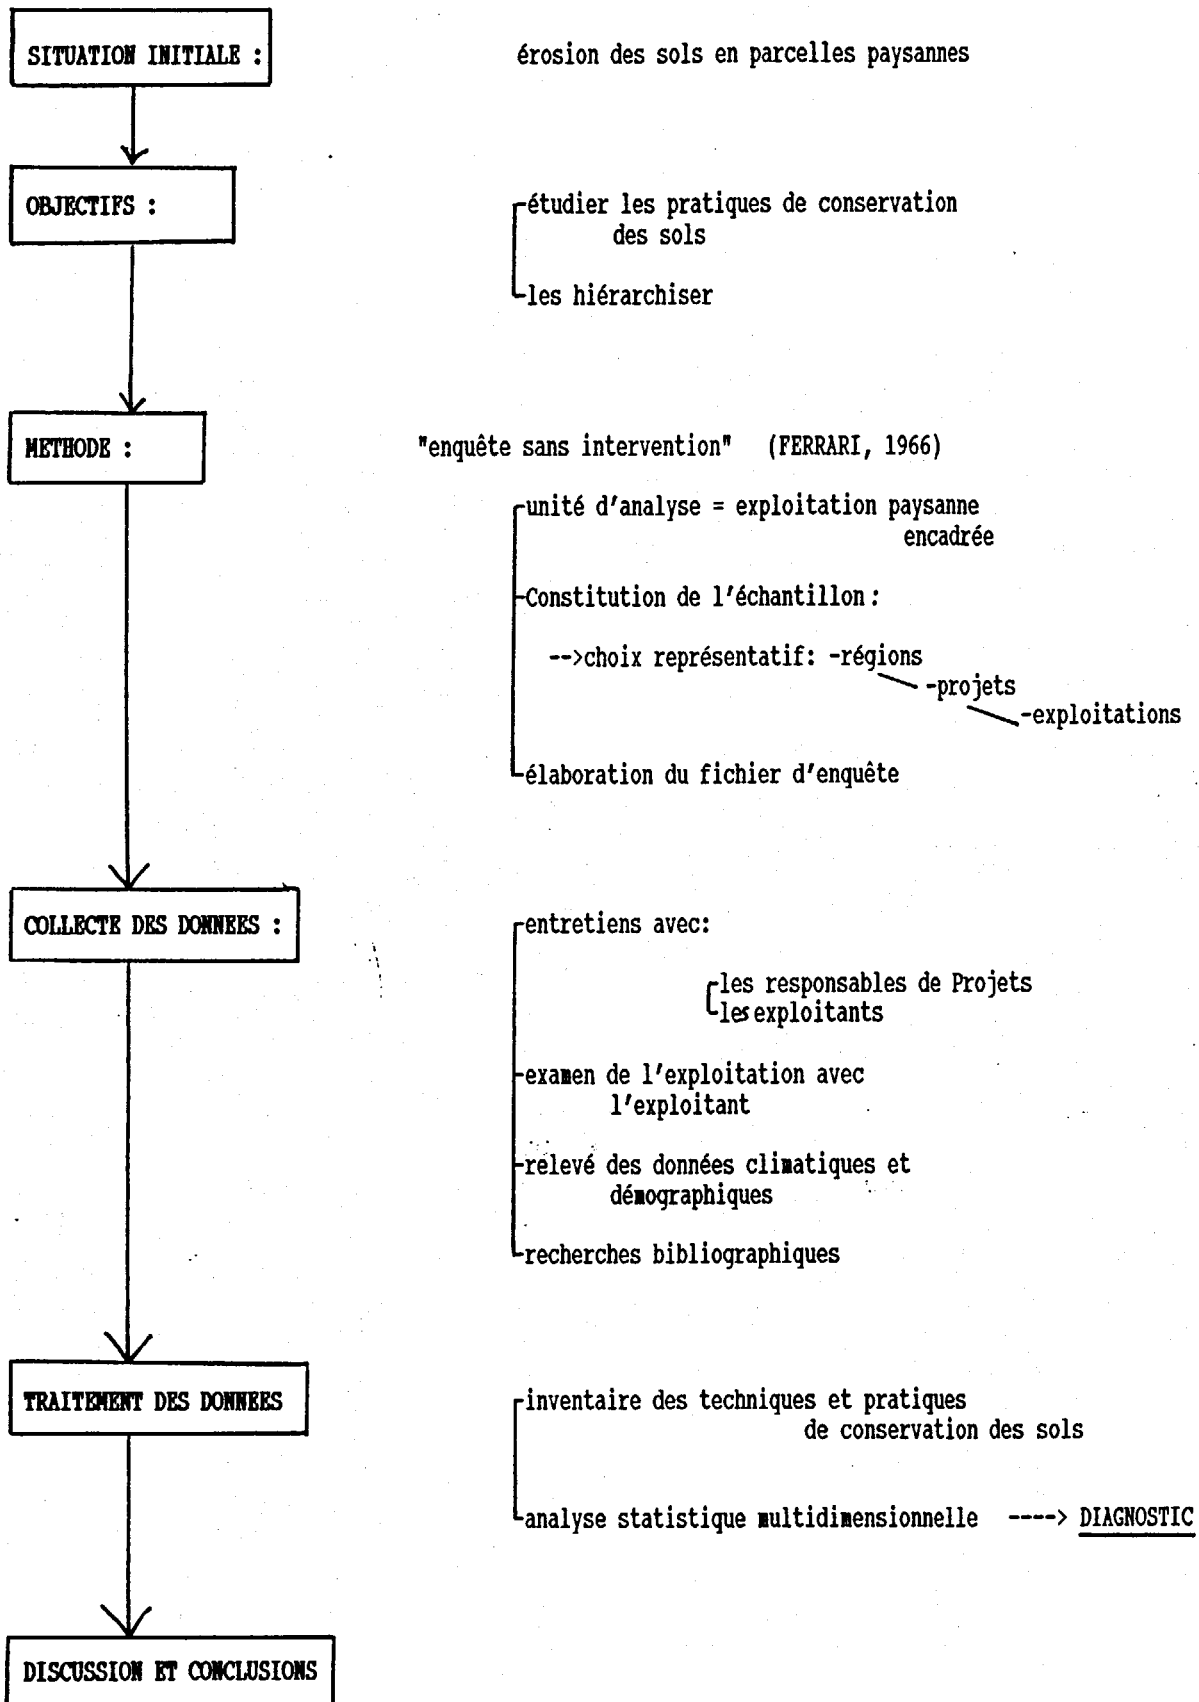 SITUATION INITIALE :
érosion des sols en parcelles paysannes
OBJECTIFS :
étudier les pratiques de conservation
des sols
les hiérarchiser
METHODE :
"enquête sans intervention" (FERRARI, 1966)
unité d'analyse = exploitation paysanne
encadrée
Constitution de l'échantillon :
-->choix représentatif: -régions
-projets
-exploitations
élaboration du fichier d'enquête
COLLECTE DES DONNEES :
entretiens avec:
les responsables de Projets
les exploitants
examen de l'exploitation avec
l'exploitant
relevé des données climatiques et
démographiques
recherches bibliographiques
TRAITEMENT DES DONNEES
inventaire des techniques et pratiques
de conservation des sols
analyse statistique multidimensionnelle ----> DIAGNOSTIC
DISCUSSION ET CONCLUSIONS